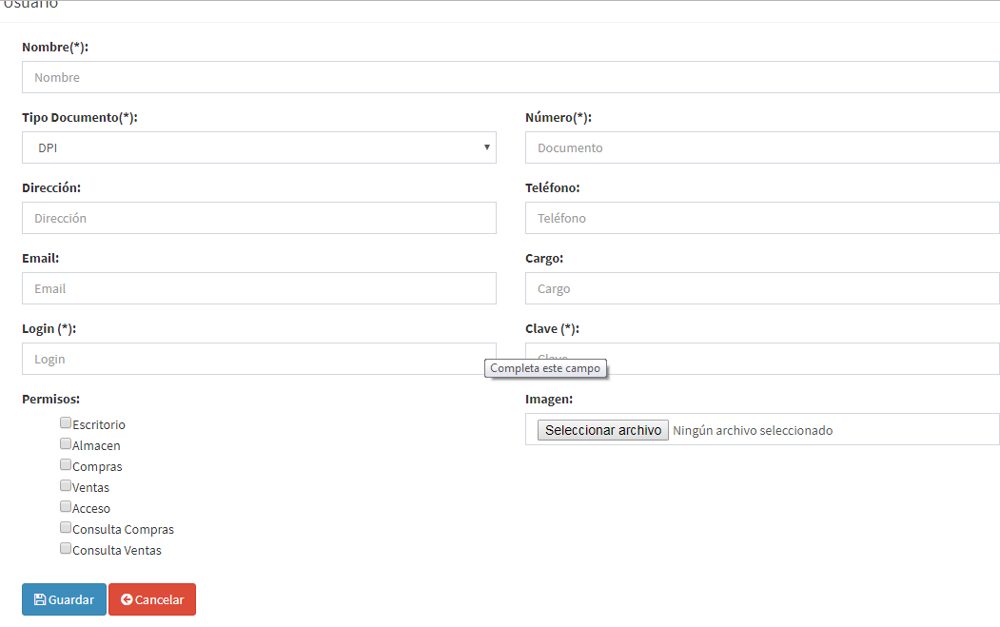 Usuario
Nombre(*):
Nombre
Tipo Documento(*): Número(*):
DPI Documento
Dirección: Teléfono:
Dirección Teléfono
Email: Cargo:
Email Cargo
Login (*): Clave (*):
Login Clave
Completa este campo
Permisos: Imagen:
Seleccionar archivo Ningún archivo seleccionado
Escritorio
Almacen
Compras
Ventas
Acceso
Consulta Compras
Consulta Ventas
Guardar Cancelar